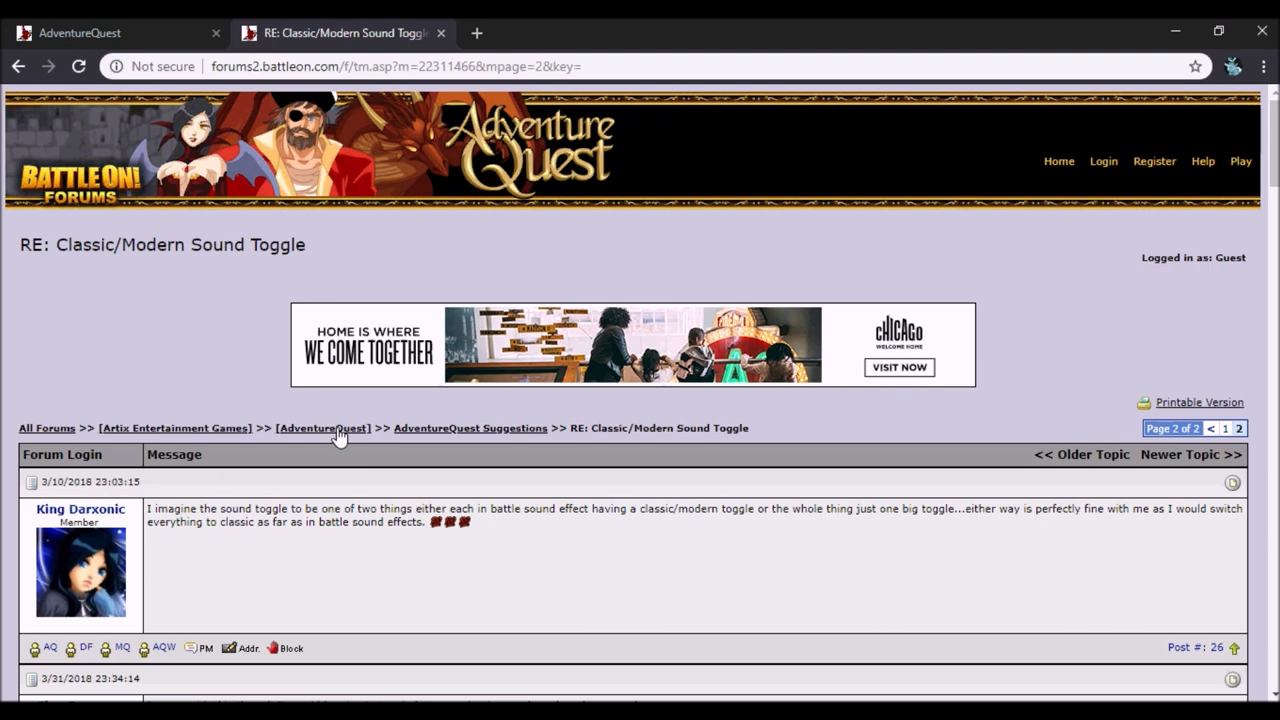 AdventureQuest
RE: Classic/Modern Sound Toggle
Not secure
forums2.battleon.com/f/tm.asp?m=22311466&mpage=2&key=
BATTLEON!
FORUMS
Adventure
Quest
Home Login Register Help Play
RE: Classic/Modern Sound Toggle
Logged in as: Guest
HOME IS WHERE
WE COME TOGETHER
CHICAGO
WELCOME HOME
VISIT NOW
Printable Version
All Forums >> [Artix Entertainment Games] >> [AdventureQuest] >> AdventureQuest Suggestions >> RE: Classic/Modern Sound Toggle
Page 2 of 2 < 1 2
Forum Login Message << Older Topic Newer Topic >>
3/10/2018 23:03:15
King Darxonic
Member
I imagine the sound toggle to be one of two things either each in battle sound effect having a classic/modern toggle or the whole thing just one big toggle...either way is perfectly fine with me as I would switch
everything to classic as far as in battle sound effects.
AQ DF MQ AQW PM Addr. Block
Post #: 26
3/31/2018 23:34:14